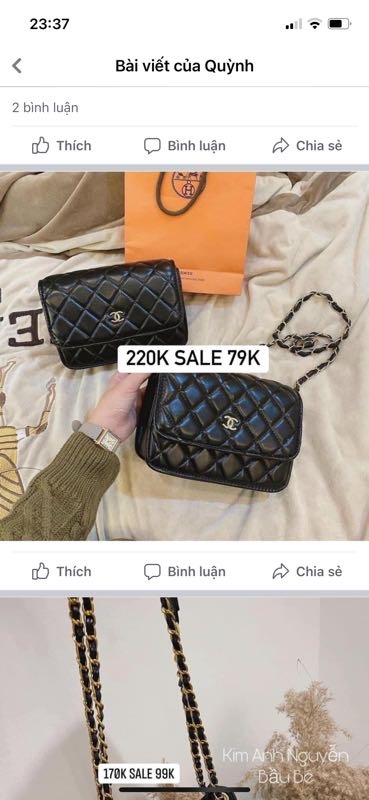 23:37
Bài viết của Quỳnh
2 bình luận
Thích Bình luận Chia sẻ
220K SALE 79K
Thích Bình luận Chia sẻ
Kim Anh Nguyễn
Bầu Bé
170K SALE 99K